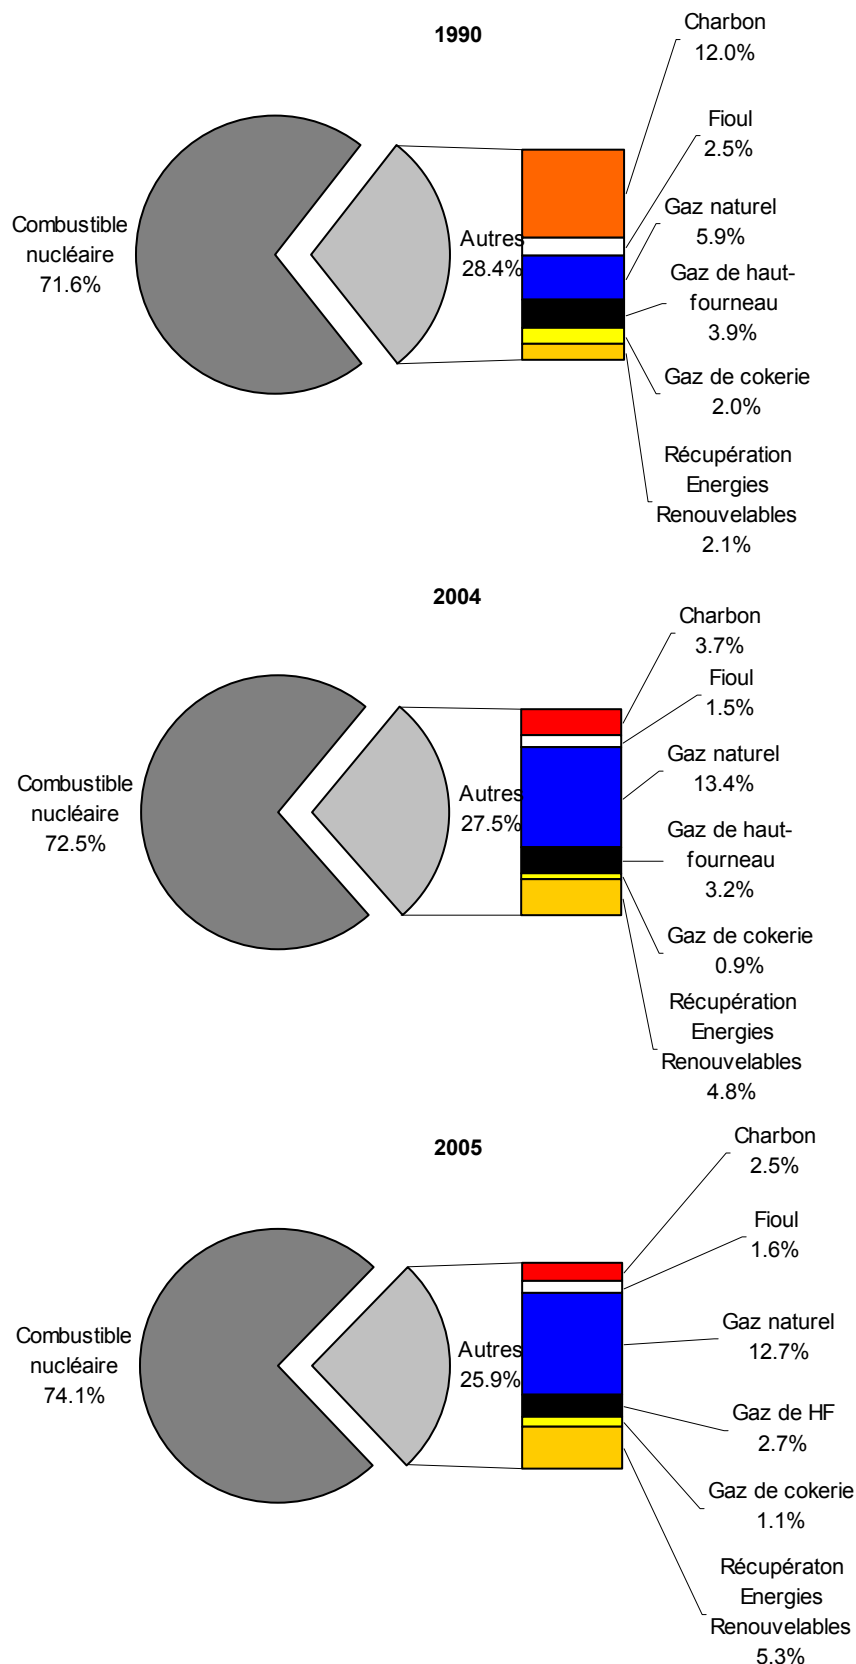 1990
Charbon
12.0%
Fioul
2.5%
Gaz naturel
5.9%
Gaz de haut-
fourneau
3.9%
Gaz de cokerie
2.0%
Récupération
Energies
Renouvelables
2.1%
Combustible
nucléaire
71.6%
Autres
28.4%
2004
Charbon
3.7%
Fioul
1.5%
Gaz naturel
13.4%
Gaz de haut-
fourneau
3.2%
Gaz de cokerie
0.9%
Récupération
Energies
Renouvelables
4.8%
Combustible
nucléaire
72.5%
Autres
27.5%
2005
Charbon
2.5%
Fioul
1.6%
Gaz naturel
12.7%
Gaz de HF
2.7%
Gaz de cokerie
1.1%
Récupératon
Energies
Renouvelables
5.3%
Combustible
nucléaire
74.1%
Autres
25.9%